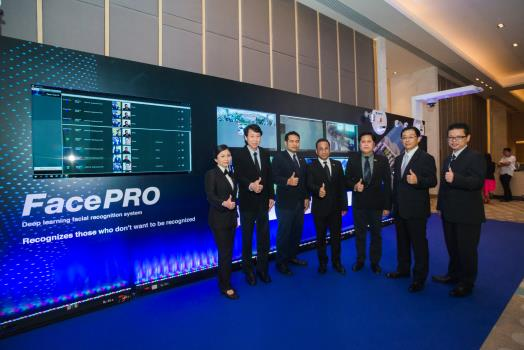 FacePRO
Deep learning facial recognition system
Recognizes those who don't want to be recognized